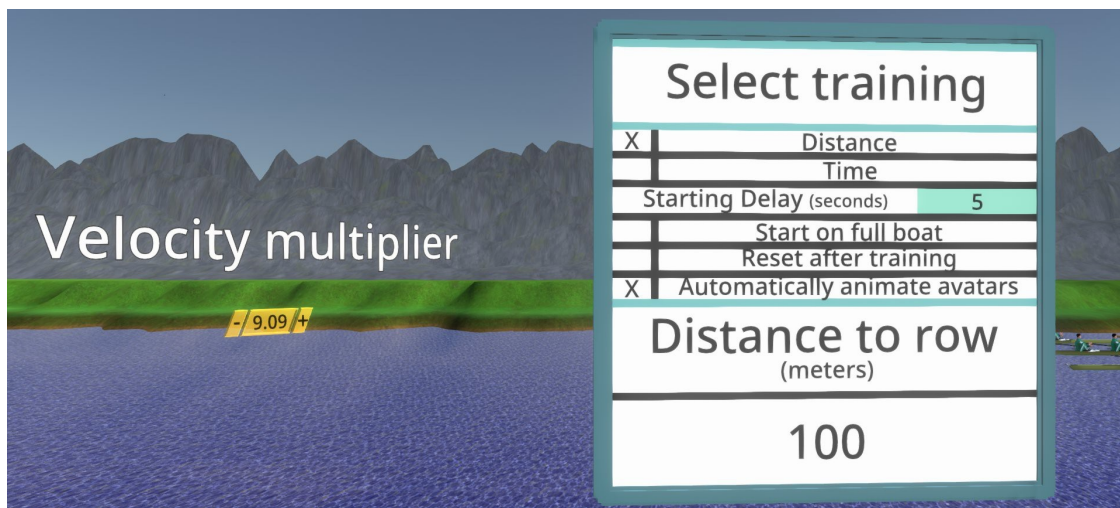 Velocity multiplier
- 9.09 +
Select training
X Distance
Time
Starting Delay (seconds) 5
Start on full boat
Reset after training
X Automatically animate avatars
Distance to row
(meters)
100